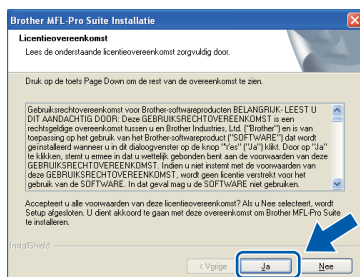 Brother MFL-Pro Suite Installatie
Licentieovereenkomst
Lees de onderstaande licentieovereenkomst zorgvuldig door.
Druk op de toets Page Down om de rest van de overeenkomst te zien.
Gebruiksrechtovereenkomst voor Brother-softwareproducten BELANGRIJK- LEEST U
DIT AANDACHTIG DOOR: Deze GEBRUIKSRECHTOVEREENKOMST is een
rechtsgeldige overeenkomst tussen u en Brother Industries, Ltd. ("Brother") en is van
toepassing op het gebruik van het Brother-softwareproduct ("SOFTWARE") dat wordt
geïnstalleerd wanneer u in dit dialoogvenster op de knop "Yes" ("Ja") klikt. Door op "Ja"
te klikken, stemt u ermee in dat u wettelijk gebonden bent aan de voorwaarden van deze
GEBRUIKSRECHTOVEREENKOMST. Indien u niet instemt met de voorwaarden van
deze GEBRUIKSRECHTOVEREENKOMST, wordt geen licentie verstrekt voor het
gebruik van de SOFTWARE. In dat geval mag u de SOFTWARE niet gebruiken.
Accepteert u alle voorwaarden van deze licentieovereenkomst? Als u Nee selecteert, wordt
Setup afgesloten. U dient akkoord te gaan met deze overeenkomst om Brother MFL-Pro Suite
te installeren.
InstallShield
< Vorige Ja Nee